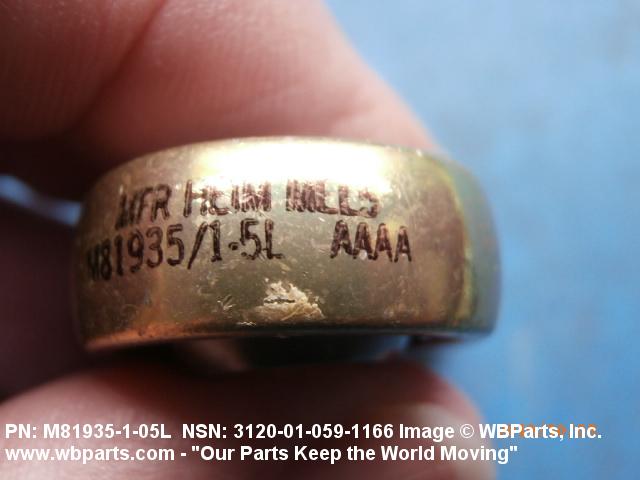 MFR HEIM MLLS
M81935/1-5L AAAA
PN: M81935-1-05L NSN: 3120-01-059-1166 Image © WBParts, Inc.
www.wbparts.com - "Our Parts Keep the World Moving"